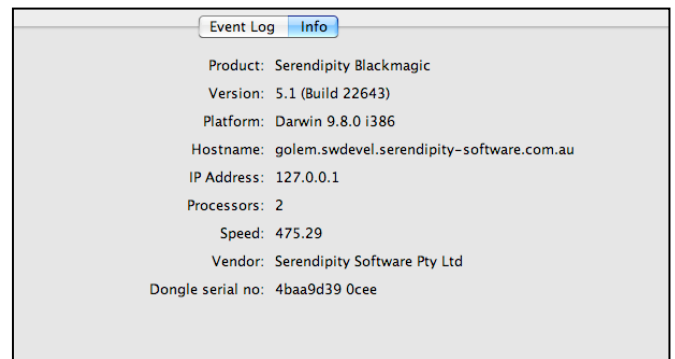 Event Log Info
Product: Serendipity Blackmagic
Version: 5.1 (Build 22643)
Platform: Darwin 9.8.0 i386
Hostname: golem.swdevel.serendipity-software.com.au
IP Address: 127.0.0.1
Processors: 2
Speed: 475.29
Vendor: Serendipity Software Pty Ltd
Dongle serial no: 4baa9d39 0cee